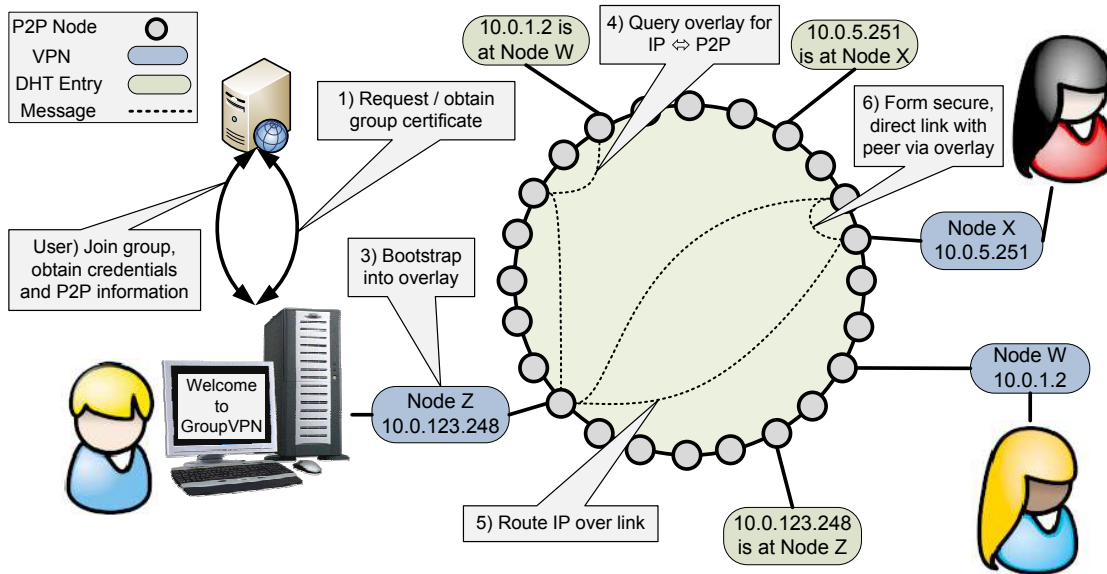 P2P Node
VPN
DHT Entry
Message
1) Request / obtain
group certificate
User) Join group,
obtain credentials
and P2P information
3) Bootstrap
into overlay
Welcome
to
GroupVPN
Node Z
10.0.123.248
10.0.1.2 is
at Node W
4) Query overlay for
IP ⇔ P2P
10.0.5.251
is at Node X
6) Form secure,
direct link with
peer via overlay
Node X
10.0.5.251
Node W
10.0.1.2
5) Route IP over link
10.0.123.248
is at Node Z